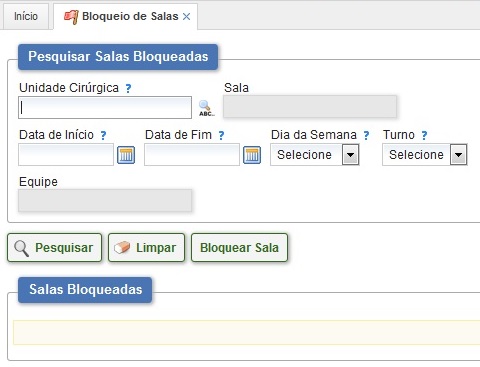 Início Bloqueio de Salas
Pesquisar Salas Bloqueadas
Unidade Cirúrgica ? Sala
ABC..
Data de Início ? Data de Fim ? Dia da Semana ? Turno ?
Selecione Selecione
Equipe
Pesquisar Limpar Bloquear Sala
Salas Bloqueadas